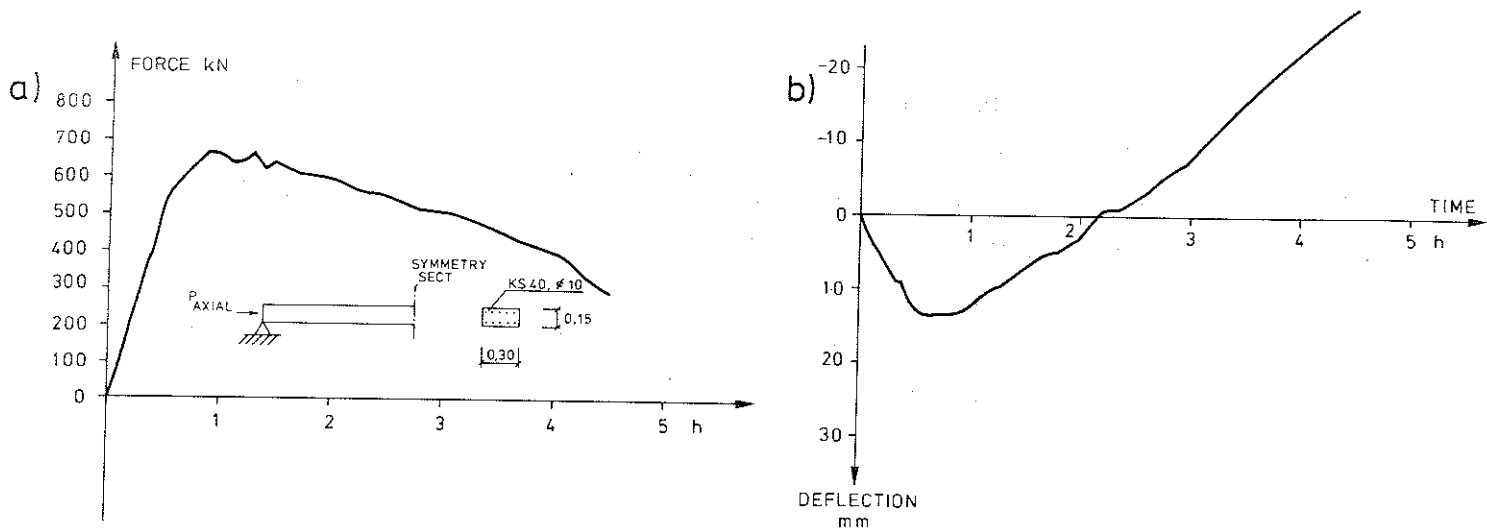 a)
FORCE kN
800
700
600
500
400
300
200
100
0
1
2
3
4
5
h
P AXIAL
SYMMETRY
SECT
KS 40, ø 10
0,15
0,30
b)
-20
-10
0
10
20
30
1
2
3
4
5
TIME
h
DEFLECTION
mm